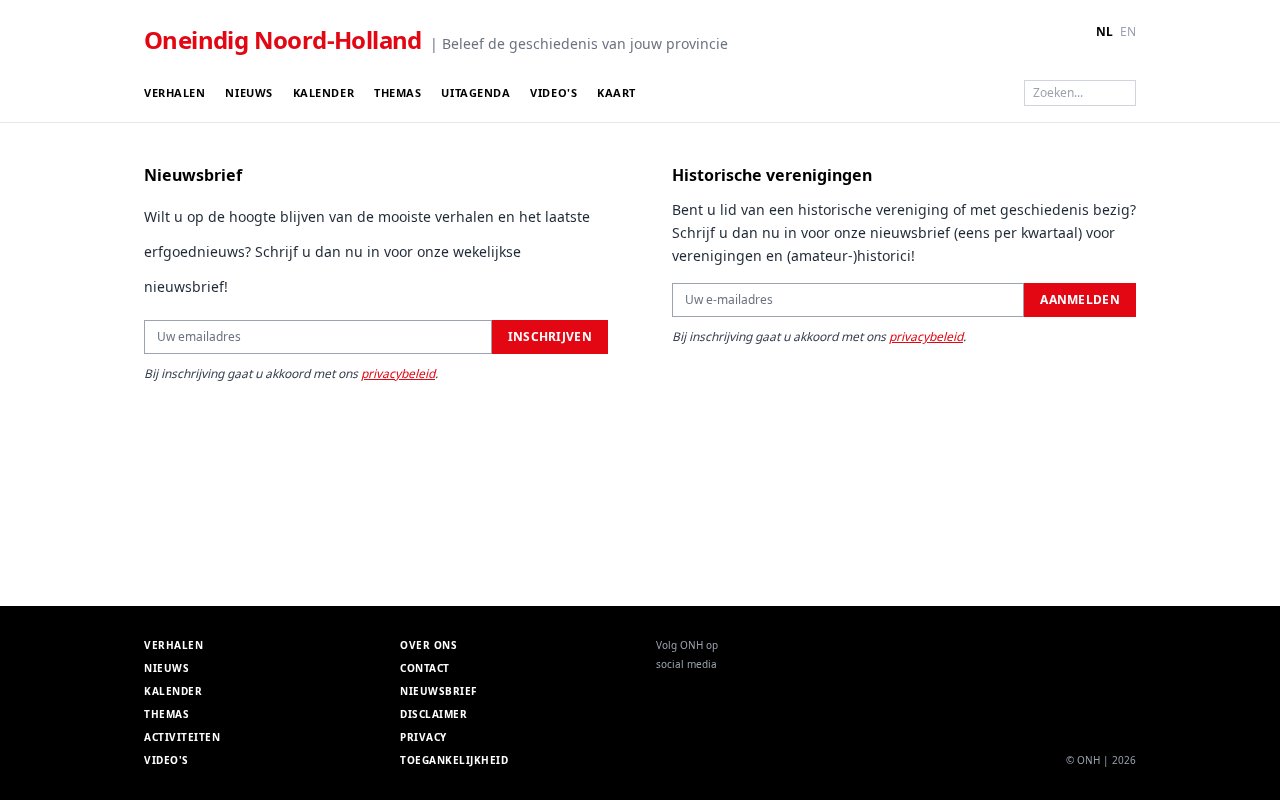 Oneindig Noord-Holland | Beleef de geschiedenis van jouw provincie
NL EN
VERHALEN NIEUWS KALENDER THEMAS UITAGENDA VIDEO'S KAART
Zoeken...
Nieuwsbrief
Wilt u op de hoogte blijven van de mooiste verhalen en het laatste
erfgoednieuws? Schrijf u dan nu in voor onze wekelijkse
nieuwsbrief!
Uw emailadres
INSCHRIJVEN
Bij inschrijving gaat u akkoord met ons privacybeleid.
Historische verenigingen
Bent u lid van een historische vereniging of met geschiedenis bezig?
Schrijf u dan nu in voor onze nieuwsbrief (eens per kwartaal) voor
verenigingen en (amateur-)historici!
Uw e-mailadres
AANMELDEN
Bij inschrijving gaat u akkoord met ons privacybeleid.
VERHALEN
NIEUWS
KALENDER
THEMAS
ACTIVITEITEN
VIDEO'S
OVER ONS
CONTACT
NIEUWSBRIEF
DISCLAIMER
PRIVACY
TOEGANKELIJKHEID
Volg ONH op
social media
© ONH | 2026